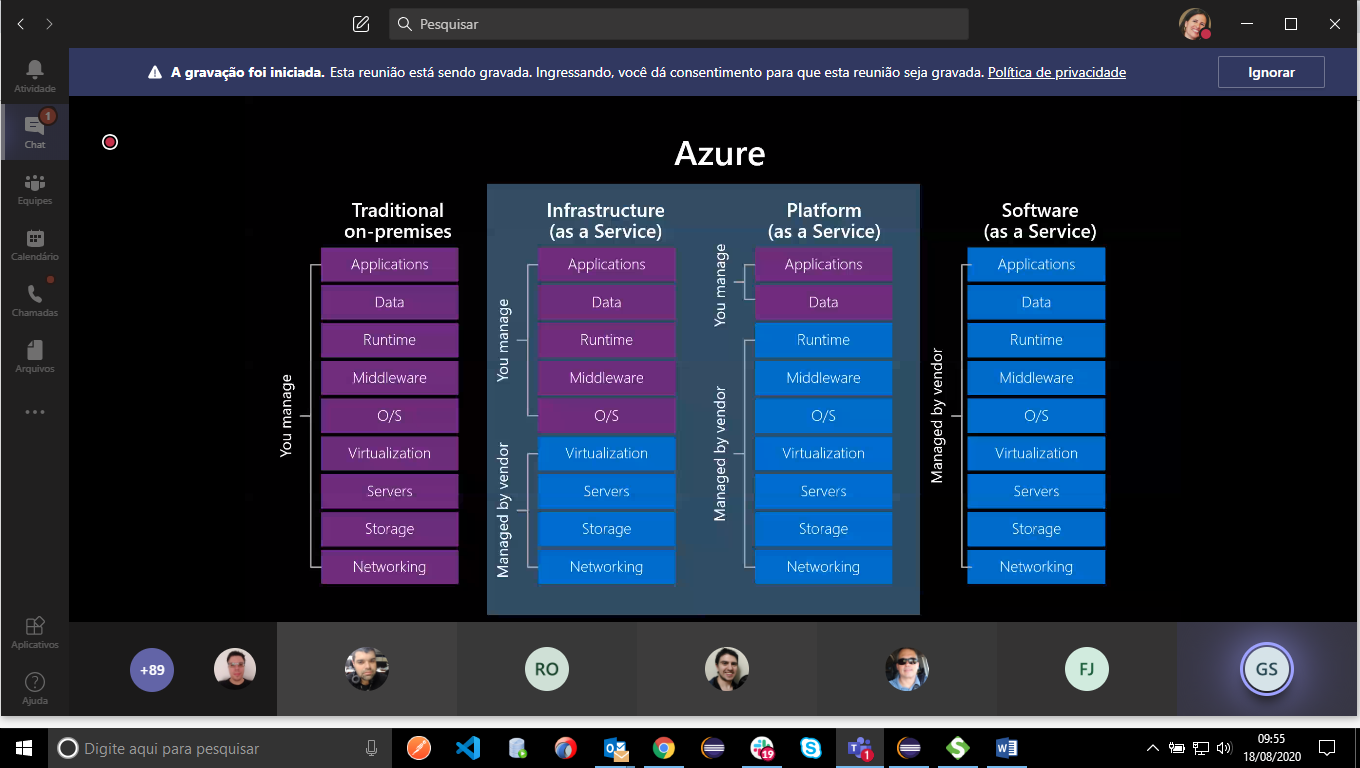 Pesquisar
Atividade
1
Chat
Equipes
Calendário
Chamadas
Arquivos
Aplicativos
Ajuda
A gravação foi iniciada. Esta reunião está sendo gravada. Ingressando, você dá consentimento para que esta reunião seja gravada. Política de privacidade
Ignorar
Azure
Traditional
on-premises
You manage
Applications
Data
Runtime
Middleware
O/S
Virtualization
Servers
Storage
Networking
Infrastructure
(as a Service)
You manage
Managed by vendor
Applications
Data
Runtime
Middleware
O/S
Virtualization
Servers
Storage
Networking
Platform
(as a Service)
You manage
Managed by vendor
Applications
Data
Runtime
Middleware
O/S
Virtualization
Servers
Storage
Networking
Software
(as a Service)
Managed by vendor
Applications
Data
Runtime
Middleware
O/S
Virtualization
Servers
Storage
Networking
+89
RO
FJ
GS
Digite aqui para pesquisar
19
1
09:55
18/08/2020